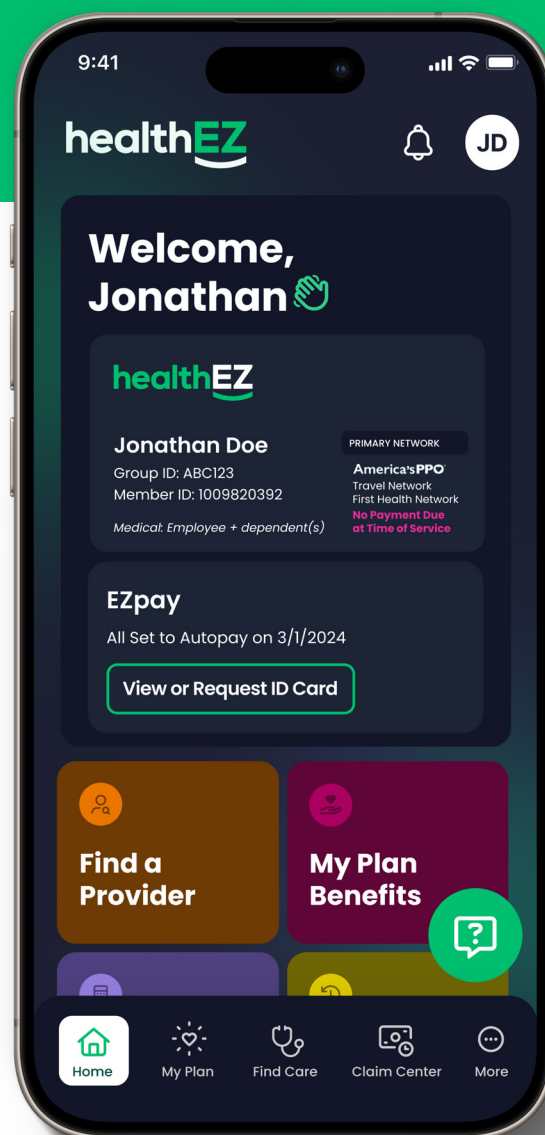 9:41
healthEZ
JD
Welcome,
Jonathan
healthEZ
Jonathan Doe
Group ID: ABC123
Member ID: 1009820392
Medical: Employee + dependent(s)
PRIMARY NETWORK
America'sPPO
Travel Network
First Health Network
No Payment Due
at Time of Service
EZpay
All Set to Autopay on 3/1/2024
View or Request ID Card
Find a
Provider
My Plan
Benefits
?
Home
My Plan
Find Care
Claim Center
More